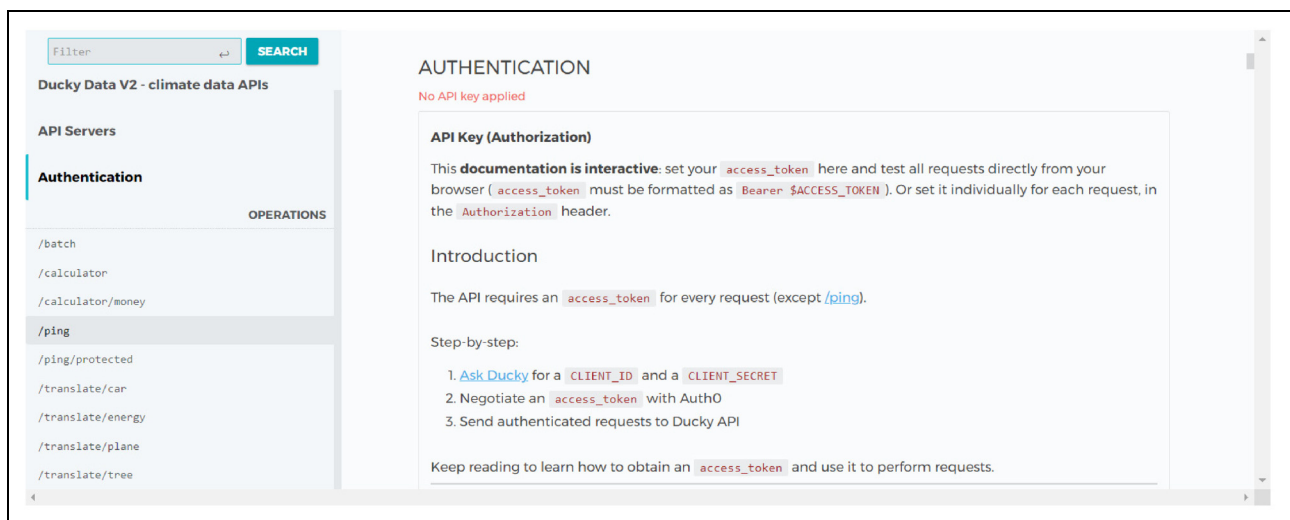 Filter
SEARCH
Ducky Data V2 - climate data APIs
API Servers
Authentication
OPERATIONS
/batch
/calculator
/calculator/money
/ping
/ping/protected
/translate/car
/translate/energy
/translate/plane
/translate/tree
AUTHENTICATION
No API key applied
API Key (Authorization)
This documentation is interactive: set your access_token here and test all requests directly from your
browser ( access_token must be formatted as Bearer $ACCESS_TOKEN ). Or set it individually for each request, in
the Authorization header.
Introduction
The API requires an access_token for every request (except /ping).
Step-by-step:
1. Ask Ducky for a CLIENT_ID and a CLIENT_SECRET
2. Negotiate an access_token with Auth0
3. Send authenticated requests to Ducky API
Keep reading to learn how to obtain an access_token and use it to perform requests.